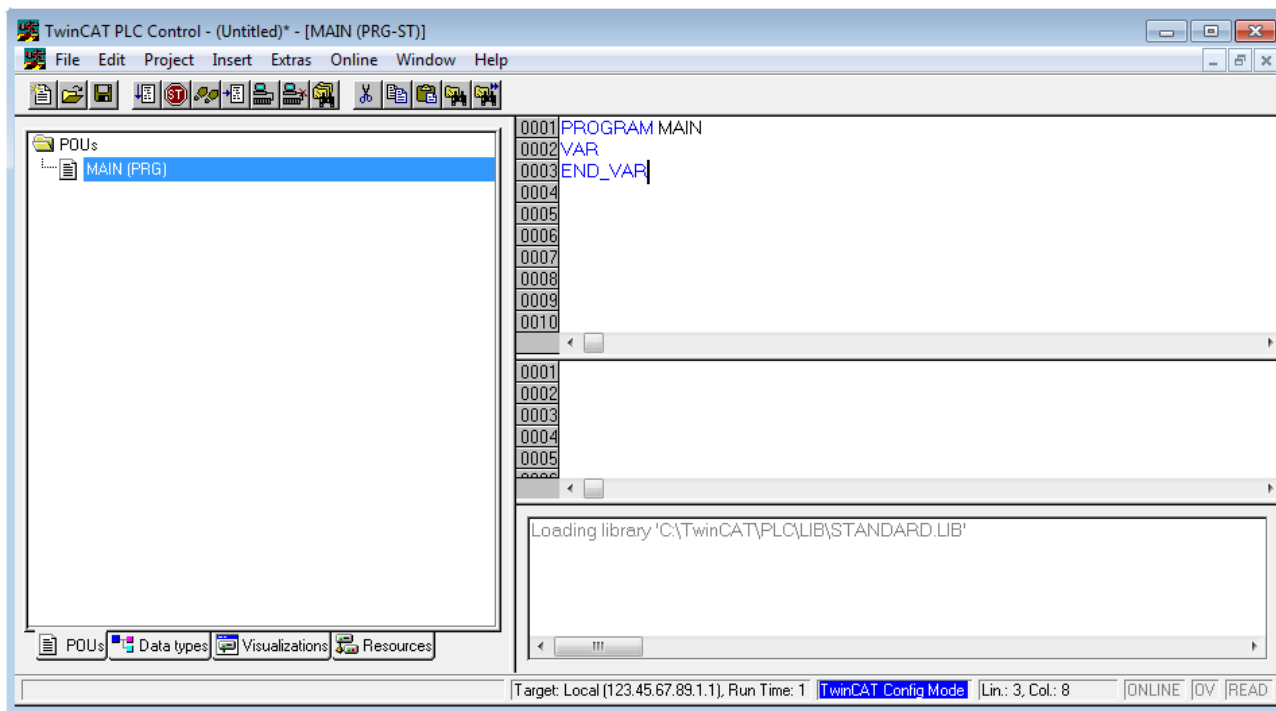 TwinCAT PLC Control - (Untitled)* - [MAIN (PRG-ST)]
File Edit Project Insert Extras Online Window Help
POUs
MAIN (PRG)
0001 PROGRAM MAIN
0002 VAR
0003 END_VAR
0004
0005
0006
0007
0008
0009
0010
0001
0002
0003
0004
0005
0006
Loading library 'C:\TwinCAT\PLC\LIB\STANDARD.LIB'
POUs Data types Visualizations Resources
Target: Local (123.45.67.89.1.1), Run Time: 1 TwinCAT Config Mode Lin.: 3, Col.: 8 ONLINE OV READ